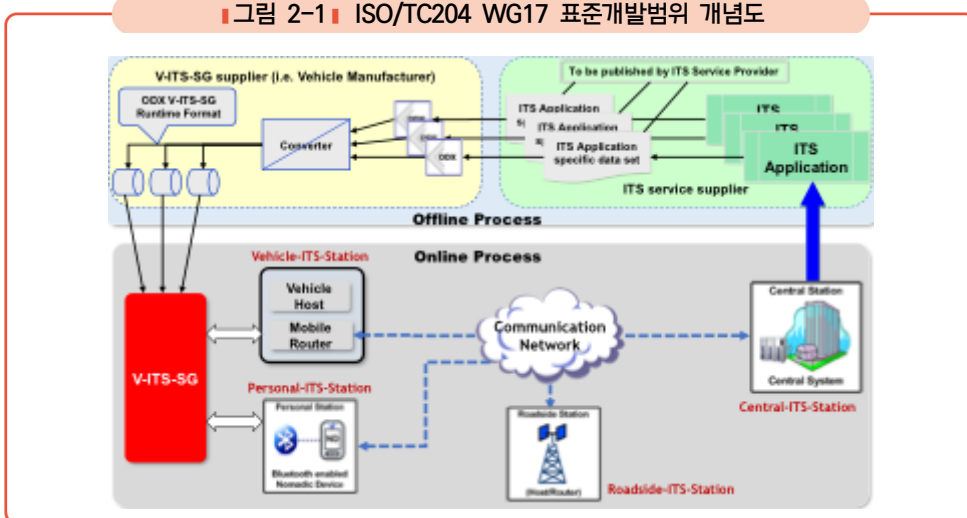 ▮그림 2-1▮ ISO/TC204 WG17 표준개발범위 개념도
V-ITS-SG supplier (i.e. Vehicle Manufacturer)
To be published by ITS Service Provider
ODX V-ITS-SG
Runtime Format
Converter
ODX
ITS Application
ITS Application
ITS Application
specific data set
ITS
ITS
ITS
Application
ITS service supplier
Offline Process
Online Process
Vehicle-ITS-Station
Vehicle
Host
Mobile
Router
V-ITS-SG
Personal-ITS-Station
Personal Station
ND
Bluetooth enabled
Nomadic Device
Communication
Network
Roadside Station
(Host/Router)
Roadside-ITS-Station
Central Station
Central System
Central-ITS-Station